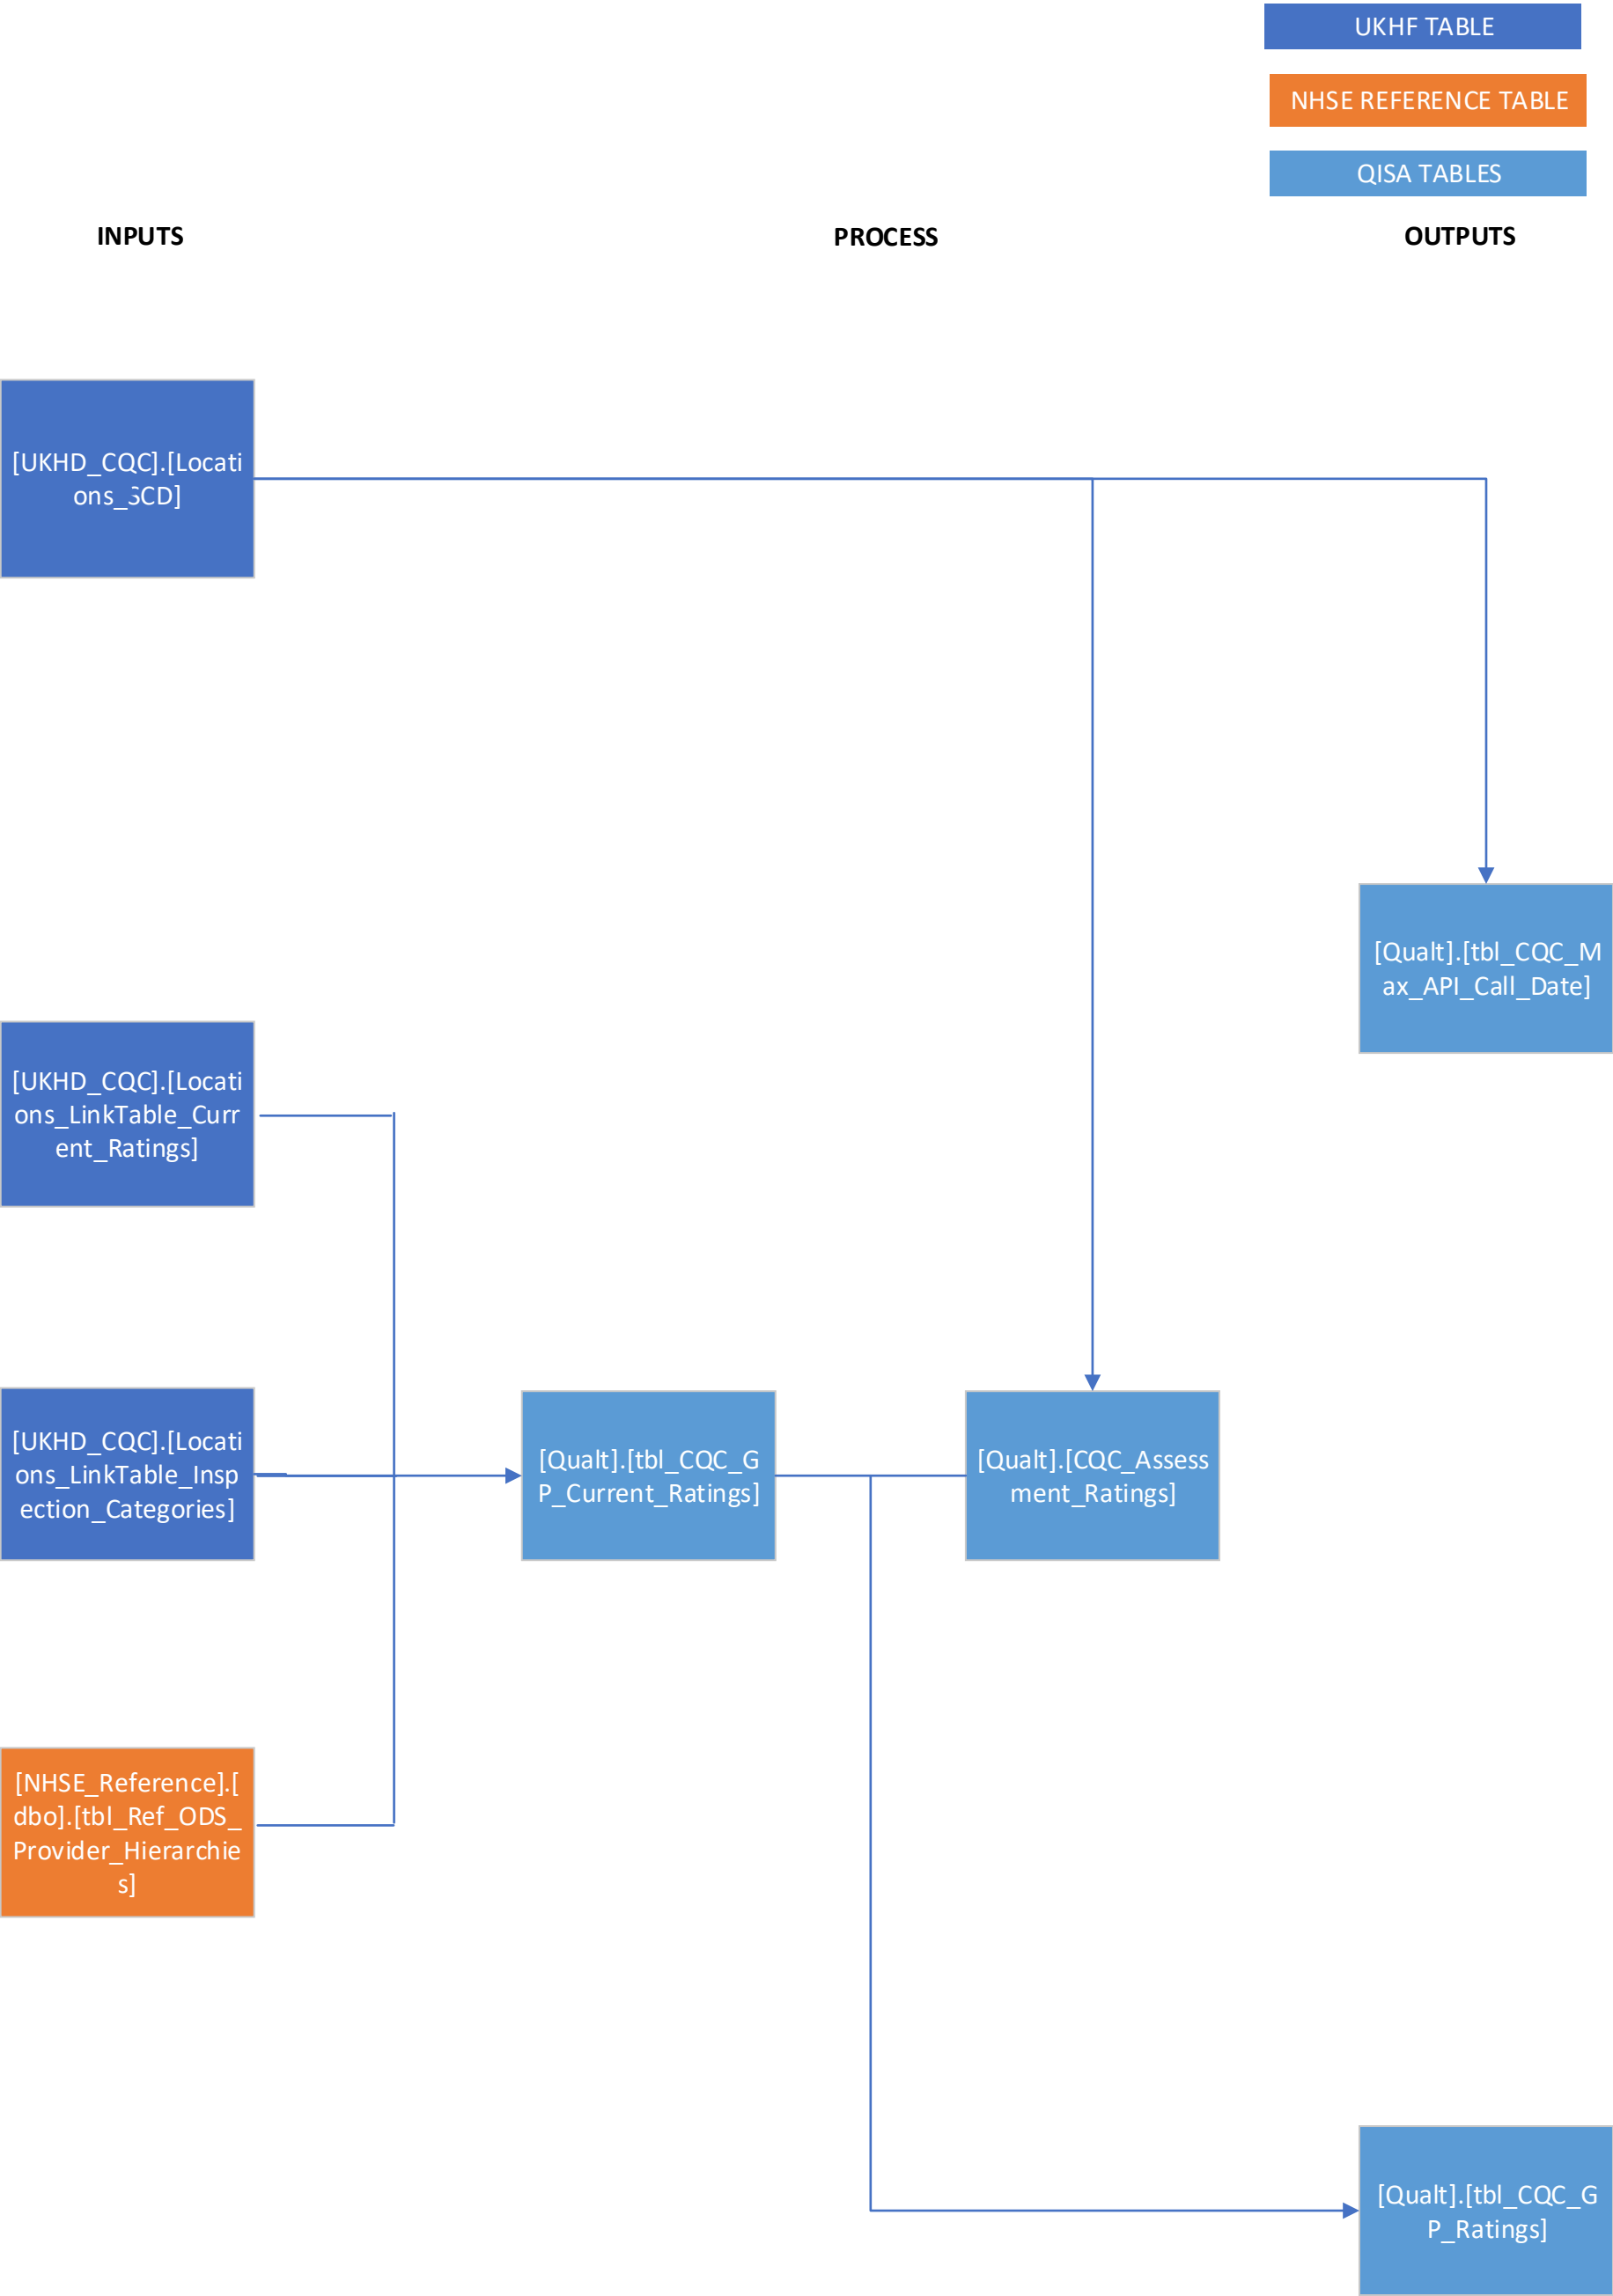 UKHF TABLE
NHSE REFERENCE TABLE
QISA TABLES
INPUTS
PROCESS
OUTPUTS
[UKHD_CQC].[Locati
ons_SCD]
[Qualt].[tbl_CQC_M
ax_API_Call_Date]
[UKHD_CQC].[Locati
ons_LinkTable_Curr
ent_Ratings]
[UKHD_CQC].[Locati
ons_LinkTable_Insp
ection_Categories]
[Qualt].[tbl_CQC_G
P_Current_Ratings]
[Qualt].[CQC_Assess
ment_Ratings]
[NHSE_Reference].[
dbo].[tbl_Ref_ODS_
Provider_Hierarchie
s]
[Qualt].[tbl_CQC_G
P_Ratings]